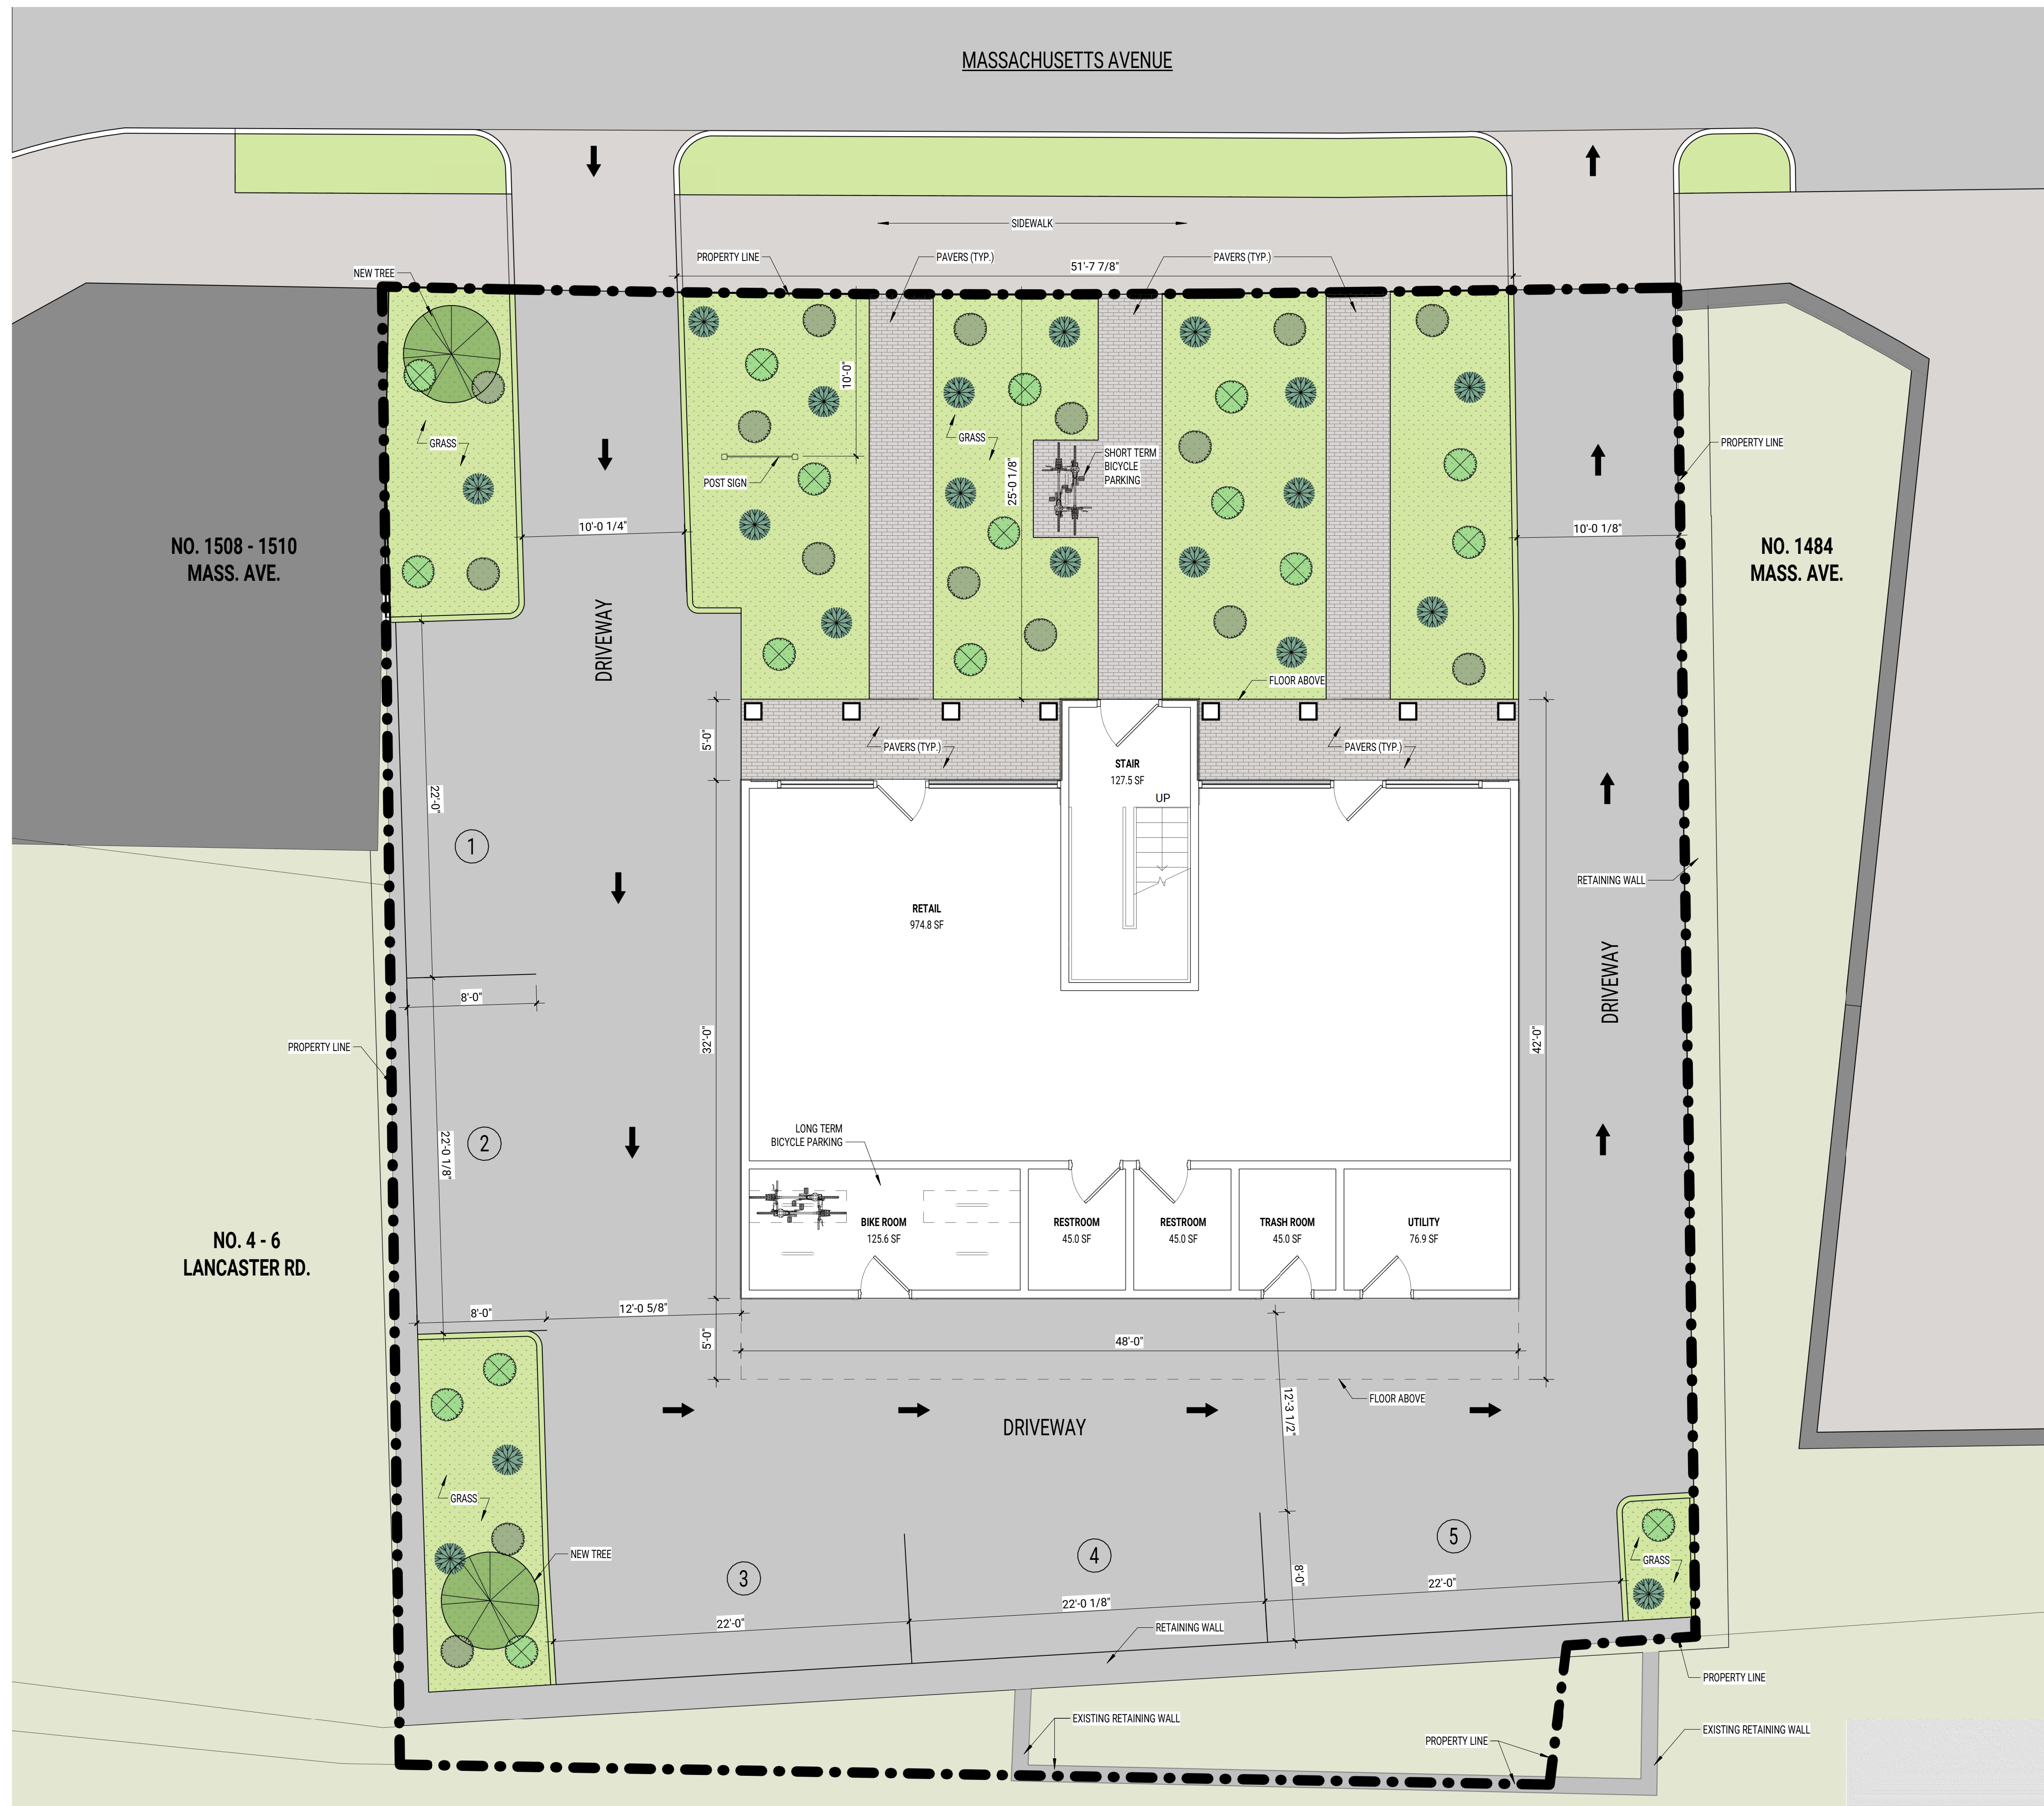 MASSACHUSETTS AVENUE
SIDEWALK
PROPERTY LINE
PAVERS (TYP.)
PAVERS (TYP.)
51'-7 7/8"
NEW TREE
10'-0"
GRASS
GRASS
SHORT TERM
BICYCLE
PARKING
PROPERTY LINE
POST SIGN
25'-0 1/8"
10'-0 1/4"
10'-0 1/8"
NO. 1508 - 1510
MASS. AVE.
NO. 1484
MASS. AVE.
DRIVEWAY
FLOOR ABOVE
5'-0"
PAVERS (TYP.)
PAVERS (TYP.)
STAIR
127.5 SF
UP
22'-0"
1
RETAINING WALL
RETAIL
974.8 SF
DRIVEWAY
8'-0"
PROPERTY LINE
32'-0"
42'-0"
LONG TERM
BICYCLE PARKING
2
22'-0 1/8"
BIKE ROOM
125.6 SF
RESTROOM
45.0 SF
RESTROOM
45.0 SF
TRASH ROOM
45.0 SF
UTILITY
76.9 SF
NO. 4 - 6
LANCASTER RD.
8'-0"
12'-0 5/8"
5'-0"
48'-0"
FLOOR ABOVE
12'-3 1/2"
DRIVEWAY
GRASS
5
NEW TREE
4
GRASS
3
8'-0"
22'-0"
22'-0 1/8"
22'-0"
RETAINING WALL
PROPERTY LINE
EXISTING RETAINING WALL
EXISTING RETAINING WALL
PROPERTY LINE